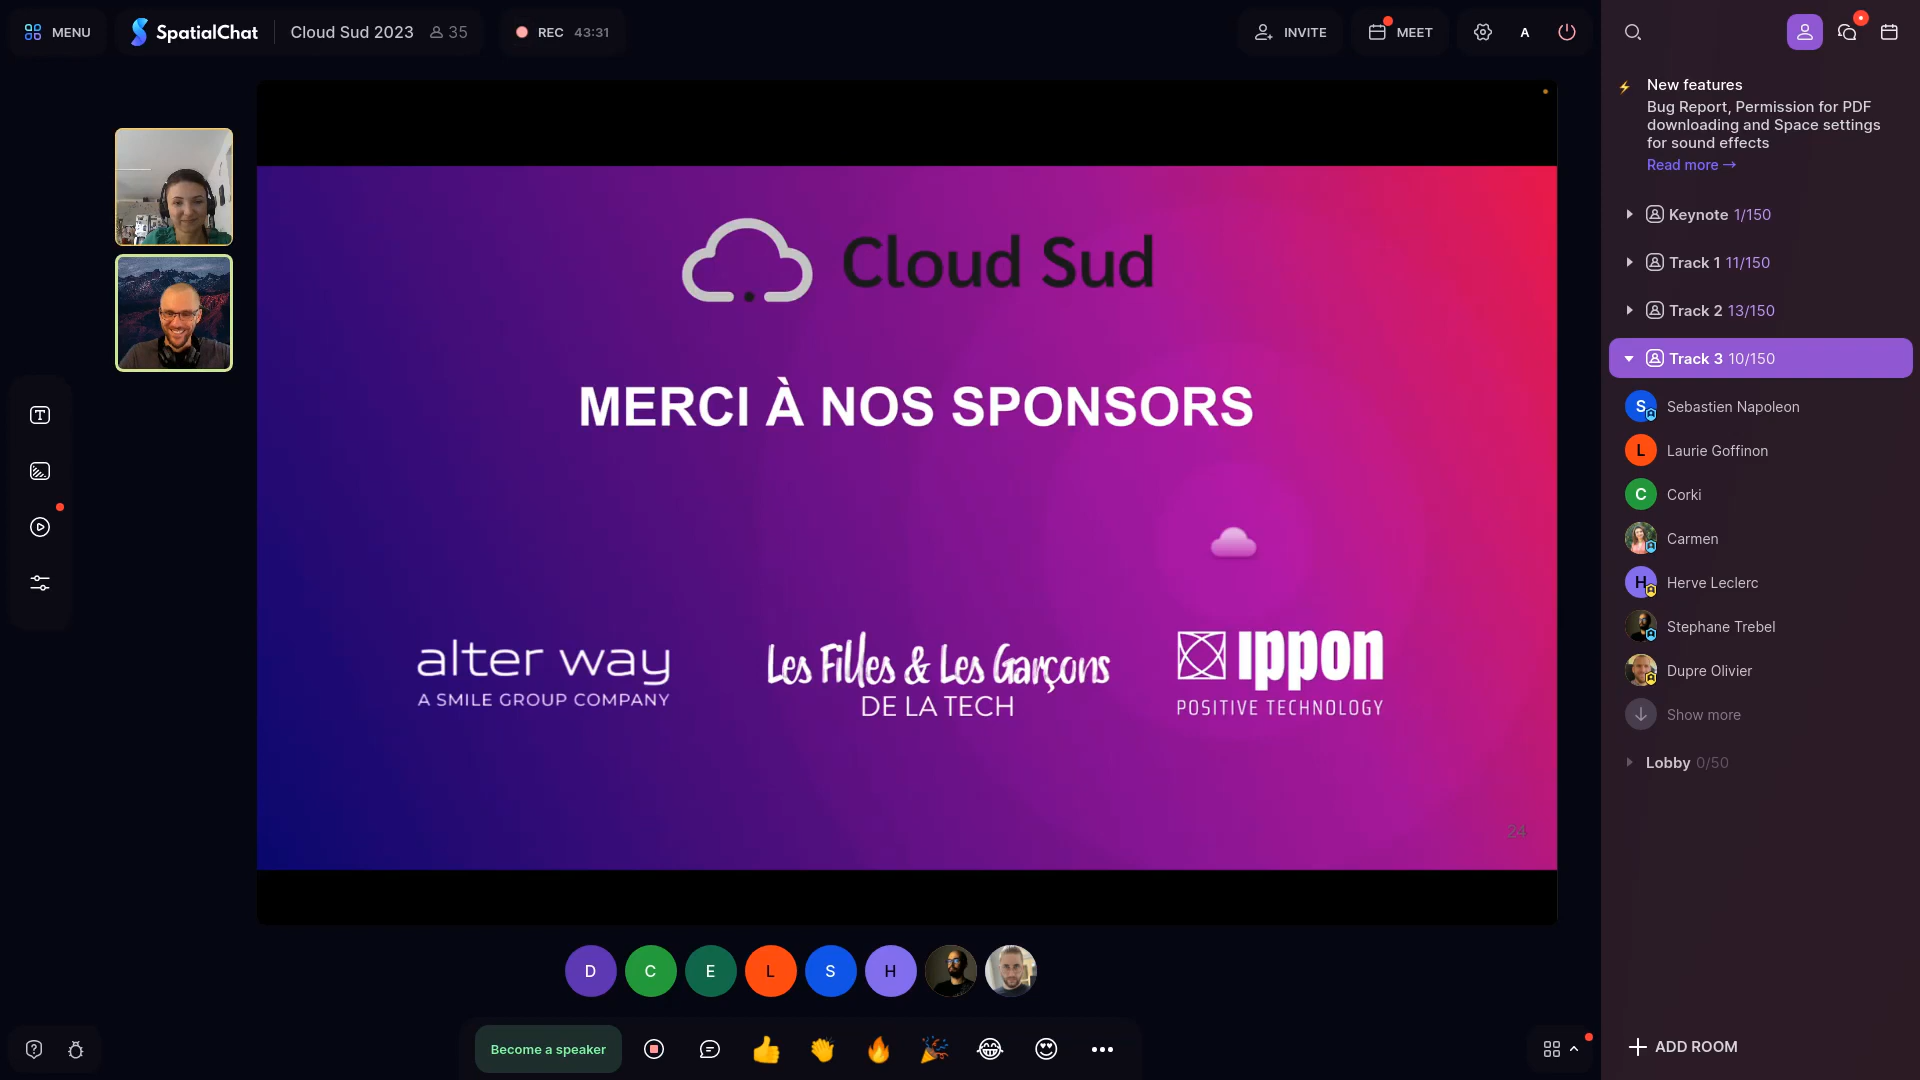 MENU
SpatialChat
Cloud Sud 2023
35
REC 43:31
INVITE
MEET
A
Cloud Sud
MERCI À NOS SPONSORS
alter way
A SMILE GROUP COMPANY
Les Filles & Les Garçons
DE LA TECH
ippon
POSITIVE TECHNOLOGY
24
D
C
E
L
S
H
Become a speaker
New features
Bug Report, Permission for PDF
downloading and Space settings
for sound effects
Read more →
Keynote 1/150
Track 1 11/150
Track 2 13/150
Track 3 10/150
S Sebastien Napoleon
L Laurie Goffinon
C Corki
Carmen
H Herve Leclerc
Stephane Trebel
Dupre Olivier
Show more
Lobby 0/50
ADD ROOM